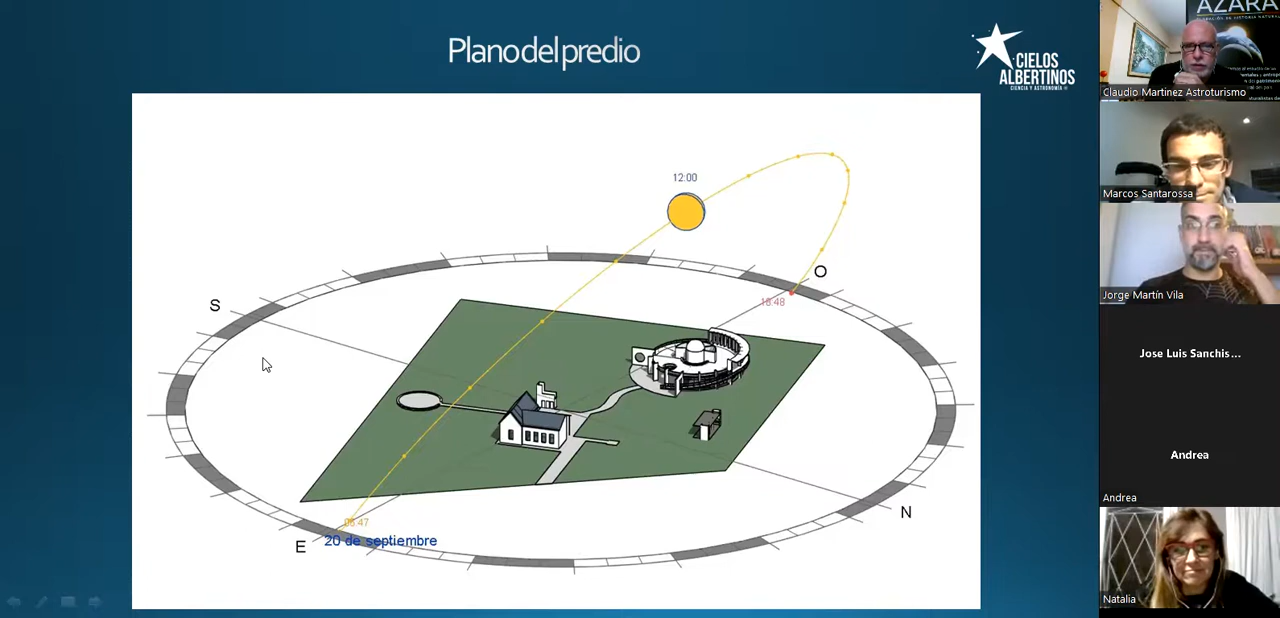 Plano del predio
CIELOS
ALBERTINOS
CIENCIA Y ASTRONOMÍA
12:00
S
O
18:48
N
06:47
E
20 de septiembre
AZARA
Claudio Martinez Astroturismo
Marcos Santarossa
Jorge Martín Vila
Jose Luis Sanchis...
Andrea
Andrea
Natalia